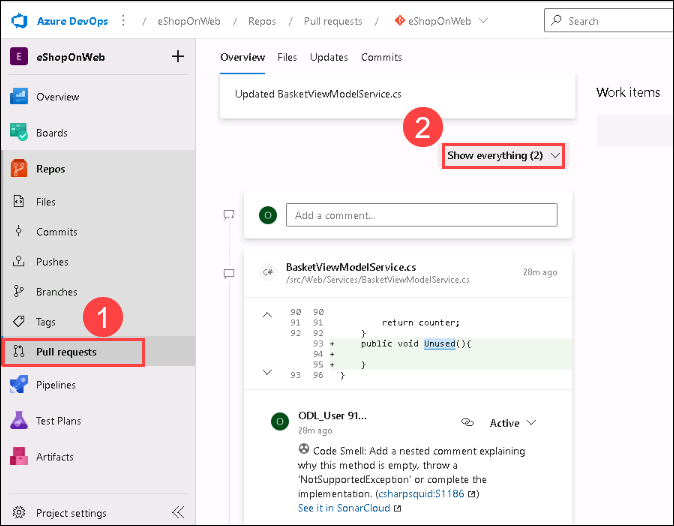 Azure DevOps / eShopOnWeb / Repos / Pull requests / eShopOnWeb Search
E eShopOnWeb +
Overview
Boards
Repos
Files
Commits
Pushes
Branches
1
Tags
Pull requests
Pipelines
Test Plans
Artifacts
Project settings
Overview Files Updates Commits
Updated BasketViewModelService.cs
Work items
2
Show everything (2)
O Add a comment...
C# BasketViewModelService.cs 28m ago
/src/Web/Services/BasketViewModelService.cs
90 90
91 91 return counter;
92 92 }
93 + public void Unused(){
94 +
95 + }
93 96 }
O ODL_User 91... Active
28m ago
Code Smell: Add a nested comment explaining
why this method is empty, throw a
'NotSupportedException' or complete the
implementation. (csharpsquid:S1186)
See it in SonarCloud